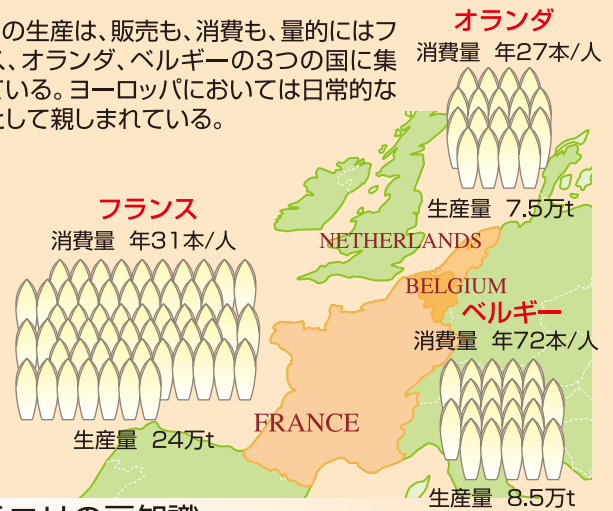 の生産は、販売も、消費も、量的にはフ
ス、オランダ、ベルギーの3つの国に集
ている。ヨーロッパにおいては日常的な
として親しまれている。
オランダ
消費量 年27本/人
生産量 7.5万t
フランス
消費量 年31本/人
生産量 24万t
NETHERLANDS
BELGIUM
ベルギー
消費量 年72本/人
生産量 8.5万t
FRANCE